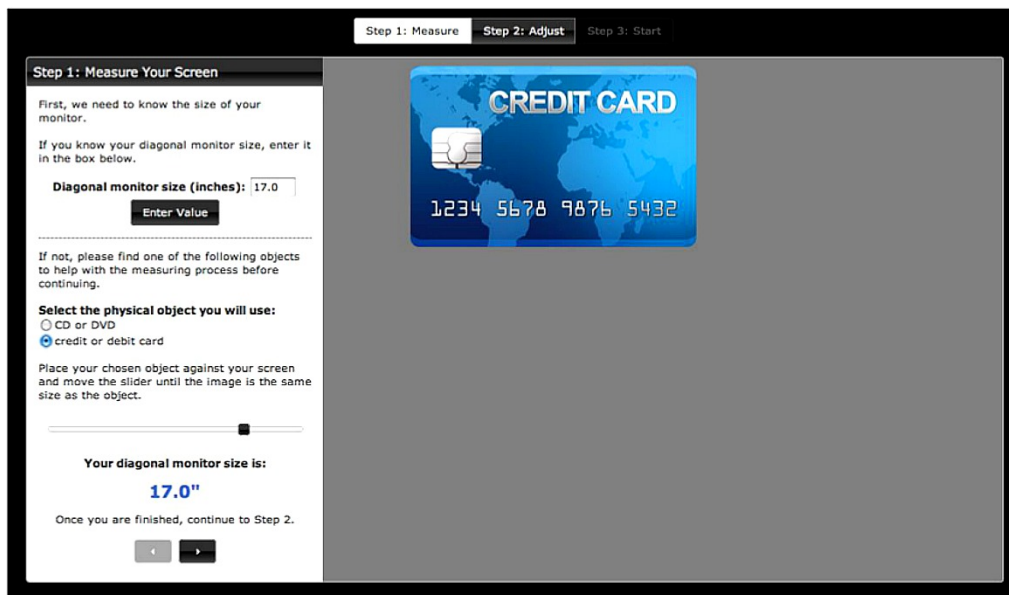 Step 1: Measure Step 2: Adjust Step 3: Start
Step 1: Measure Your Screen
First, we need to know the size of your
monitor.
If you know your diagonal monitor size, enter it
in the box below.
Diagonal monitor size (inches): 17.0
Enter Value
If not, please find one of the following objects
to help with the measuring process before
continuing.
Select the physical object you will use:
CD or DVD
credit or debit card
Place your chosen object against your screen
and move the slider until the image is the same
size as the object.
Your diagonal monitor size is:
17.0"
Once you are finished, continue to Step 2.
CREDIT CARD
1234 5678 9876 5432